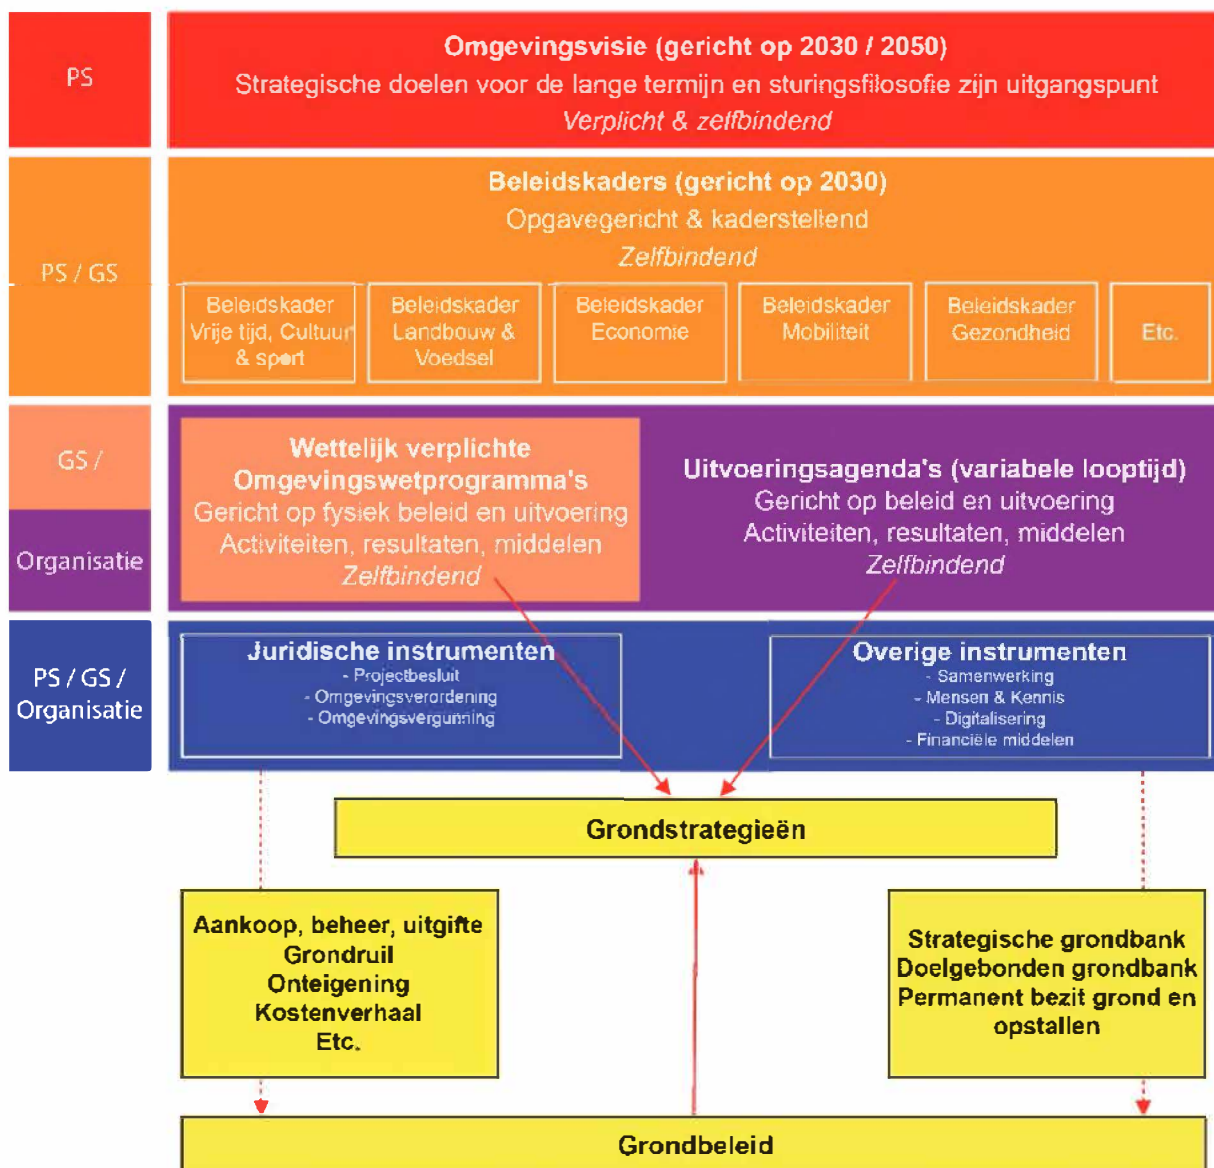 PS
Omgevingsvisie (gericht op 2030 / 2050)
Strategische doelen voor de lange termijn en sturingsfilosofie zijn uitgangspunt
Verplicht & zelfbindend
PS / GS
Beleidskaders (gericht op 2030)
Opgavegericht & kaderstellend
Zelfbindend
Beleidskader
Vrije tijd, Cultuur
& sport
Beleidskader
Landbouw &
Voedsel
Beleidskader
Economie
Beleidskader
Mobiliteit
Beleidskader
Gezondheid
Etc.
GS /
Organisatie
Wettelijk verplichte
Omgevingswetprogramma's
Gericht op fysiek beleid en uitvoering
Activiteiten, resultaten, middelen
Zelfbindend
Uitvoeringsagenda's (variabele looptijd)
Gericht op beleid en uitvoering
Activiteiten, resultaten, middelen
Zelfbindend
PS / GS /
Organisatie
Juridische instrumenten
- Projectbesluit
- Omgevingsverordening
- Omgevingsvergunning
Overige instrumenten
- Samenwerking
- Mensen & Kennis
- Digitalisering
- Financiële middelen
Grondstrategieën
Aankoop, beheer, uitgifte
Grondruil
Onteigening
Kostenverhaal
Etc.
Strategische grondbank
Doelgebonden grondbank
Permanent bezit grond en
opstallen
Grondbeleid